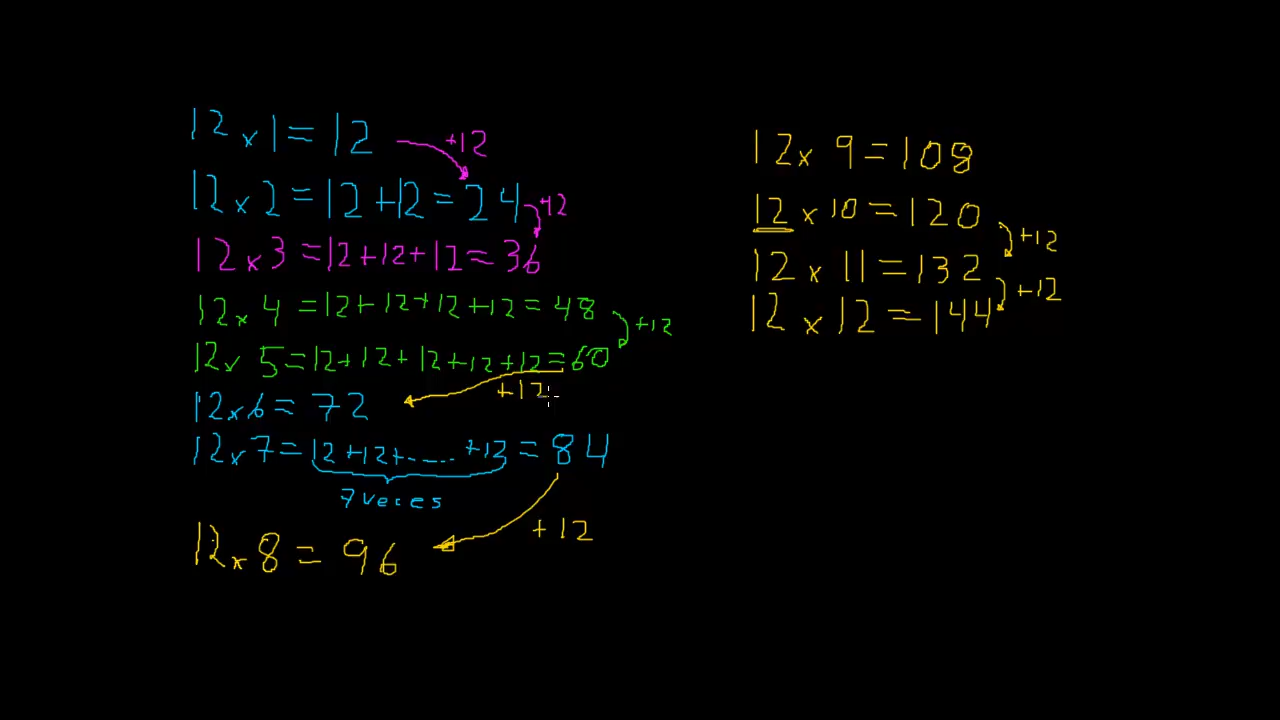 12 x 1 = 12
+12
12 x 2 = 12 + 12 = 24
+12
12 x 3 = 12 + 12 + 12 = 36
12 x 4 = 12 + 12 + 12 + 12 = 48
+12
12 x 5 = 12 + 12 + 12 + 12 + 12 = 60
+12
12 x 6 = 72
12 x 7 = 12 + 12 + ...... + 12 = 84
7 veces
+12
12 x 8 = 96
12 x 9 = 108
12 x 10 = 120
+12
12 x 11 = 132
+12
12 x 12 = 144